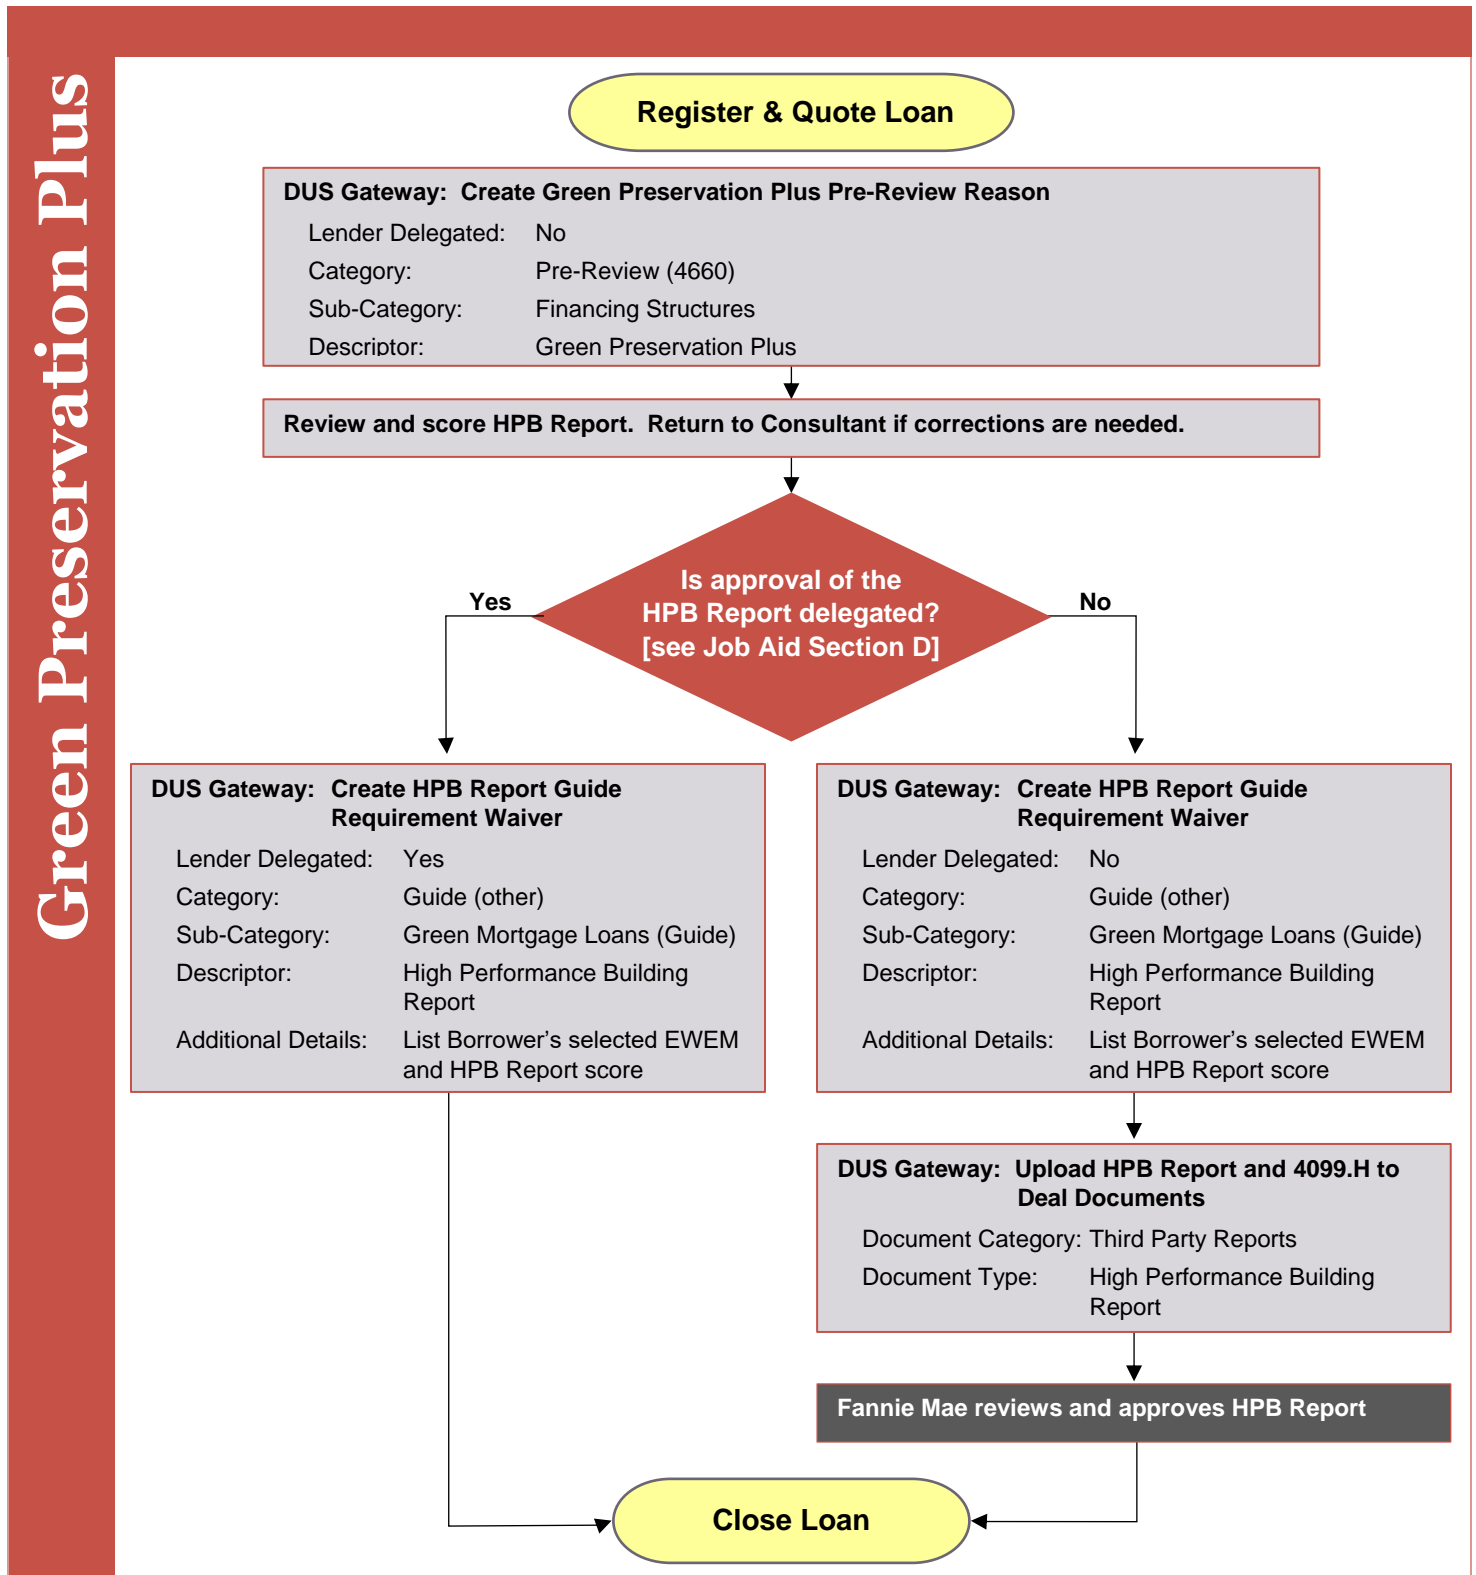 Green Preservation Plus
Register & Quote Loan
DUS Gateway: Create Green Preservation Plus Pre-Review Reason
Lender Delegated: No
Category: Pre-Review (4660)
Sub-Category: Financing Structures
Descriptor: Green Preservation Plus
Review and score HPB Report. Return to Consultant if corrections are needed.
Is approval of the
HPB Report delegated?
[see Job Aid Section D]
Yes
No
DUS Gateway: Create HPB Report Guide
Requirement Waiver
Lender Delegated: Yes
Category: Guide (other)
Sub-Category: Green Mortgage Loans (Guide)
Descriptor: High Performance Building
Report
Additional Details: List Borrower’s selected EWEM
and HPB Report score
DUS Gateway: Create HPB Report Guide
Requirement Waiver
Lender Delegated: No
Category: Guide (other)
Sub-Category: Green Mortgage Loans (Guide)
Descriptor: High Performance Building
Report
Additional Details: List Borrower’s selected EWEM
and HPB Report score
DUS Gateway: Upload HPB Report and 4099.H to
Deal Documents
Document Category: Third Party Reports
Document Type: High Performance Building
Report
Fannie Mae reviews and approves HPB Report
Close Loan